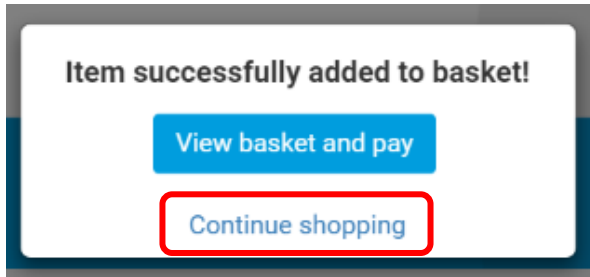 Item successfully added to basket!
View basket and pay
Continue shopping